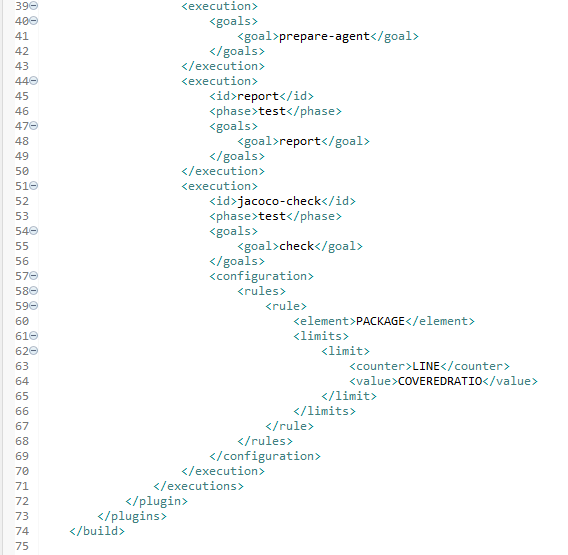 39 <execution>
40 <goals>
41 <goal>prepare-agent</goal>
42 </goals>
43 </execution>
44 <execution>
45 <id>report</id>
46 <phase>test</phase>
47 <goals>
48 <goal>report</goal>
49 </goals>
50 </execution>
51 <execution>
52 <id>jacoco-check</id>
53 <phase>test</phase>
54 <goals>
55 <goal>check</goal>
56 </goals>
57 <configuration>
58 <rules>
59 <rule>
60 <element>PACKAGE</element>
61 <limits>
62 <limit>
63 <counter>LINE</counter>
64 <value>COVEREDRATIO</value>
65 </limit>
66 </limits>
67 </rule>
68 </rules>
69 </configuration>
70 </execution>
71 </executions>
72 </plugin>
73 </plugins>
74 </build>
75